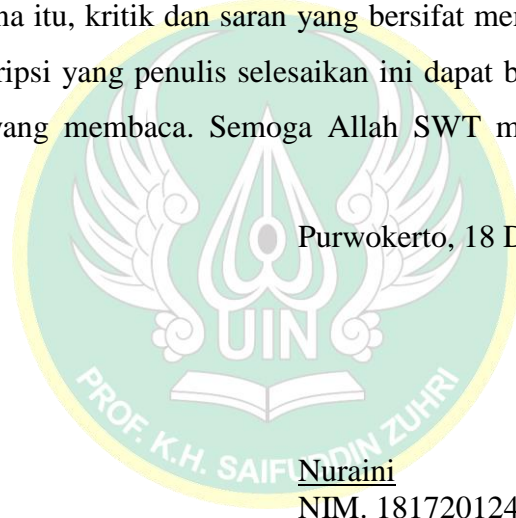 na itu, kritik dan saran yang bersifat mem
ripsi yang penulis selesaikan ini dapat b
yang membaca. Semoga Allah SWT m
Purwokerto, 18 D
UIN
PROF. K.H. SAIFUDDIN ZUHRI
Nuraini
NIM. 181720124